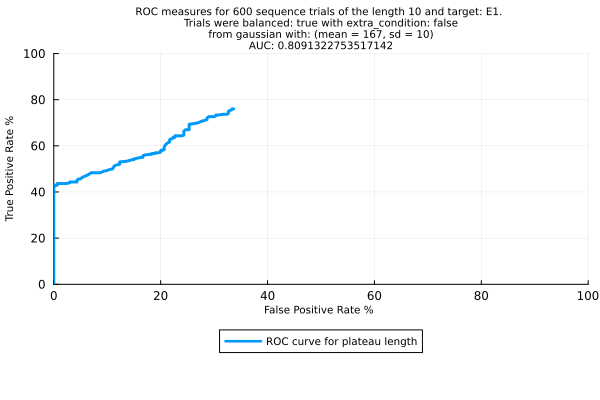 ROC measures for 600 sequence trials of the length 10 and target: E1.
Trials were balanced: true with extra_condition: false
from gaussian with: (mean = 167, sd = 10)
AUC: 0.8091322753517142
100
80
60
40
20
0
True Positive Rate %
0 20 40 60 80 100
False Positive Rate %
ROC curve for plateau length